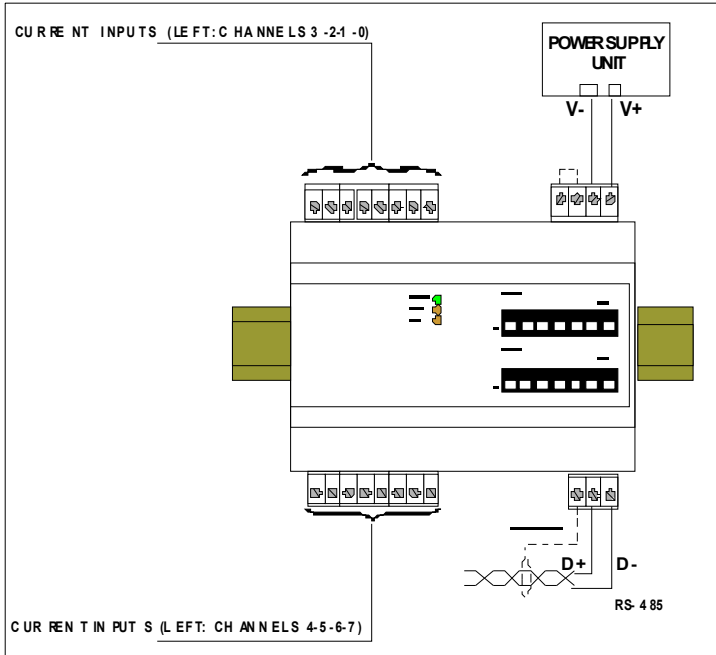 CURRENT INPUTS (LEFT: CHANNELS 3-2-1-0)
POWER SUPPLY
UNIT
V- V+
D+ D-
RS-485
CURRENT INPUTS (LEFT: CHANNELS 4-5-6-7)